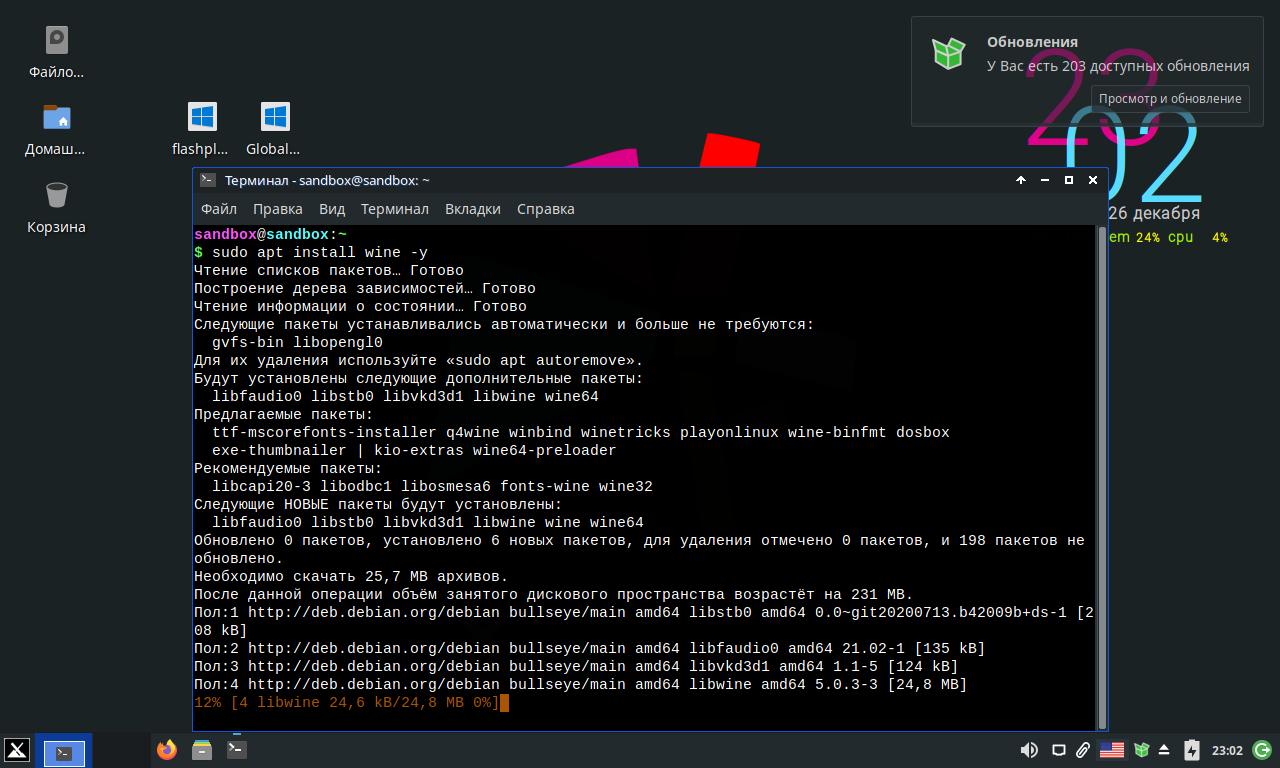 Файло...
Домаш...
Корзина
flashpl...
Global...
Обновления
У Вас есть 203 доступных обновления
Просмотр и обновление
23
02
26 декабря
em 24% cpu 4%
Терминал - sandbox@sandbox: ~
Файл Правка Вид Терминал Вкладки Справка
sandbox@sandbox:~
$ sudo apt install wine -y
Чтение списков пакетов… Готово
Построение дерева зависимостей… Готово
Чтение информации о состоянии… Готово
Следующие пакеты устанавливались автоматически и больше не требуются:
gvfs-bin libopengl0
Для их удаления используйте «sudo apt autoremove».
Будут установлены следующие дополнительные пакеты:
libfaudio0 libstb0 libvkd3d1 libwine wine64
Предлагаемые пакеты:
ttf-mscorefonts-installer q4wine winbind winetricks playonlinux wine-binfmt dosbox
exe-thumbnailer | kio-extras wine64-preloader
Рекомендуемые пакеты:
libcapi20-3 libodbc1 libosmesa6 fonts-wine wine32
Следующие НОВЫЕ пакеты будут установлены:
libfaudio0 libstb0 libvkd3d1 libwine wine wine64
Обновлено 0 пакетов, установлено 6 новых пакетов, для удаления отмечено 0 пакетов, и 198 пакетов не
обновлено.
Необходимо скачать 25,7 MB архивов.
После данной операции объём занятого дискового пространства возрастёт на 231 MB.
Пол:1 http://deb.debian.org/debian bullseye/main amd64 libstb0 amd64 0.0~git20200713.b42009b+ds-1 [2
08 kB]
Пол:2 http://deb.debian.org/debian bullseye/main amd64 libfaudio0 amd64 21.02-1 [135 kB]
Пол:3 http://deb.debian.org/debian bullseye/main amd64 libvkd3d1 amd64 1.1-5 [124 kB]
Пол:4 http://deb.debian.org/debian bullseye/main amd64 libwine amd64 5.0.3-3 [24,8 MB]
12% [4 libwine 24,6 kB/24,8 MB 0%]
23:02